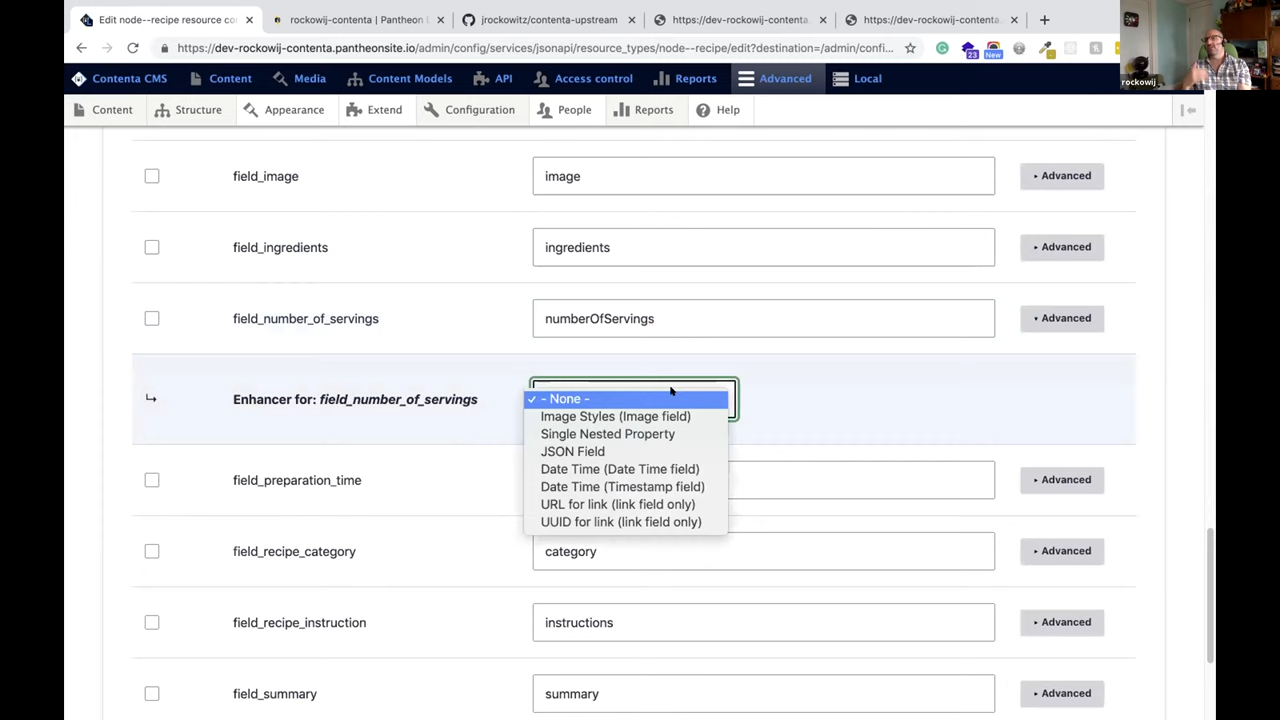 Edit node--recipe resource co
rockowij-contenta | Pantheon
jrockowitz/contenta-upstream
https://dev-rockowij-contenta.
https://dev-rockowij-contenta.
https://dev-rockowij-contenta.pantheonsite.io/admin/config/services/jsonapi/resource_types/node--recipe/edit?destination=/admin/confi...
23
New
rockowij
Contenta CMS
Content
Media
Content Models
API
Access control
Reports
Advanced
Local
Content
Structure
Appearance
Extend
Configuration
People
Reports
Help
field_image
image
Advanced
field_ingredients
ingredients
Advanced
field_number_of_servings
numberOfServings
Advanced
Enhancer for: field_number_of_servings
- None -
Image Styles (Image field)
Single Nested Property
JSON Field
Date Time (Date Time field)
Date Time (Timestamp field)
URL for link (link field only)
UUID for link (link field only)
field_preparation_time
Advanced
field_recipe_category
category
Advanced
field_recipe_instruction
instructions
Advanced
field_summary
summary
Advanced